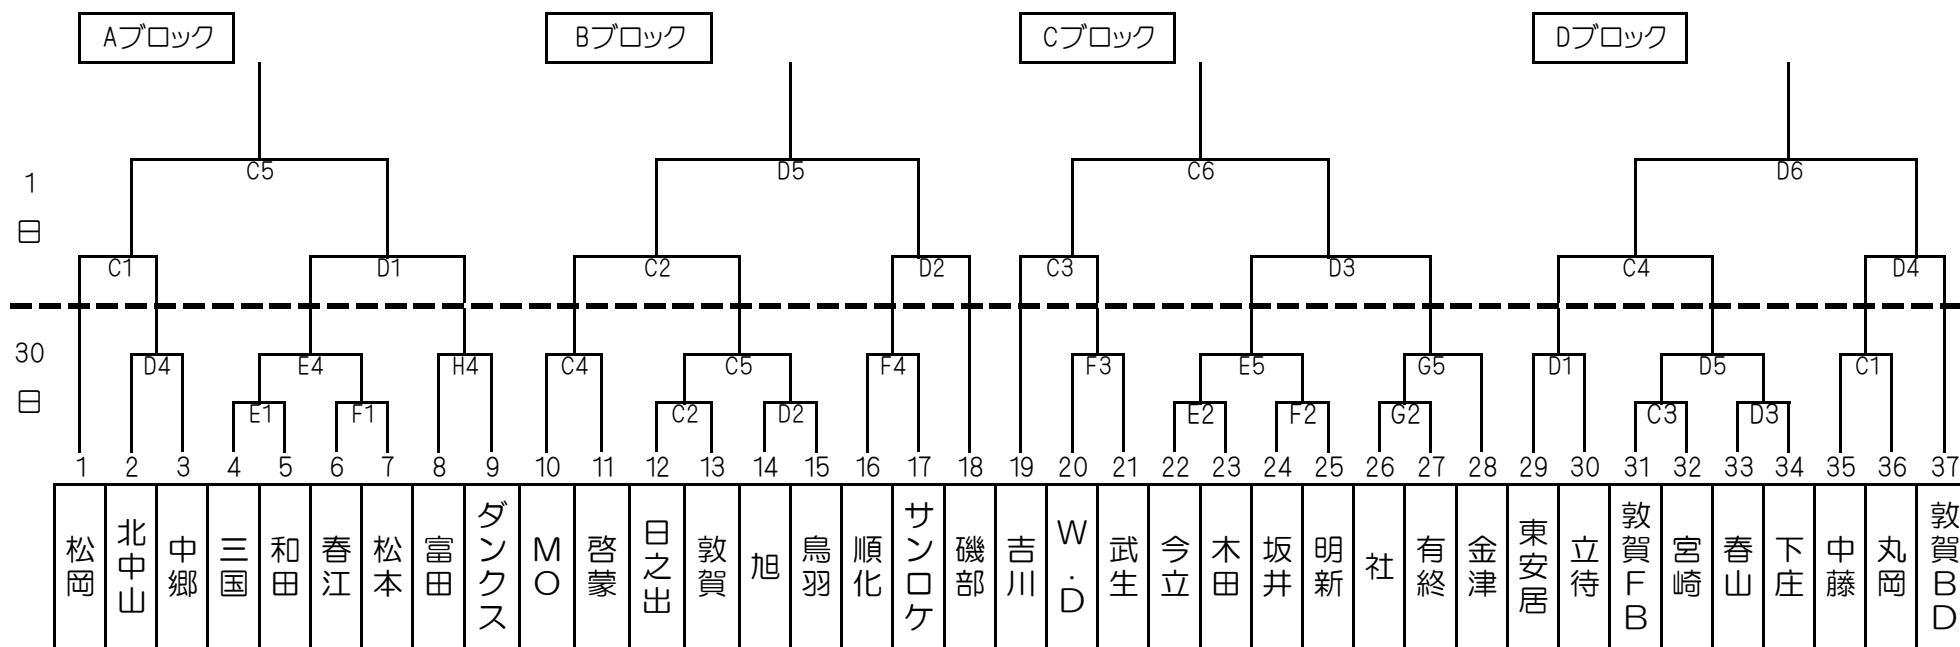 Aブロック Bブロック Cブロック Dブロック
C5 D5 C6 D6
1
日
C1 D1 C2 D2 C3 D3 C4 D4
30
日
D4 E4 H4 C4 C5 F4 F3 E5 G5 D1 D5 C1
E1 F1 C2 D2 E2 F2 G2 C3 D3
1 2 3 4 5 6 7 8 9 10 11 12 13 14 15 16 17 18 19 20 21 22 23 24 25 26 27 28 29 30 31 32 33 34 35 36 37
松岡
北中山
中郷
三国
和田
春江
松本
富田
ダンクス
MO
啓蒙
日之出
敦賀
旭
鳥羽
順化
サンロケ
磯部
吉川
W.D
武生
今立
木田
坂井
明新
社
有終
金津
東安居
立待
敦賀FB
宮崎
春山
下庄
中藤
丸岡
敦賀BD